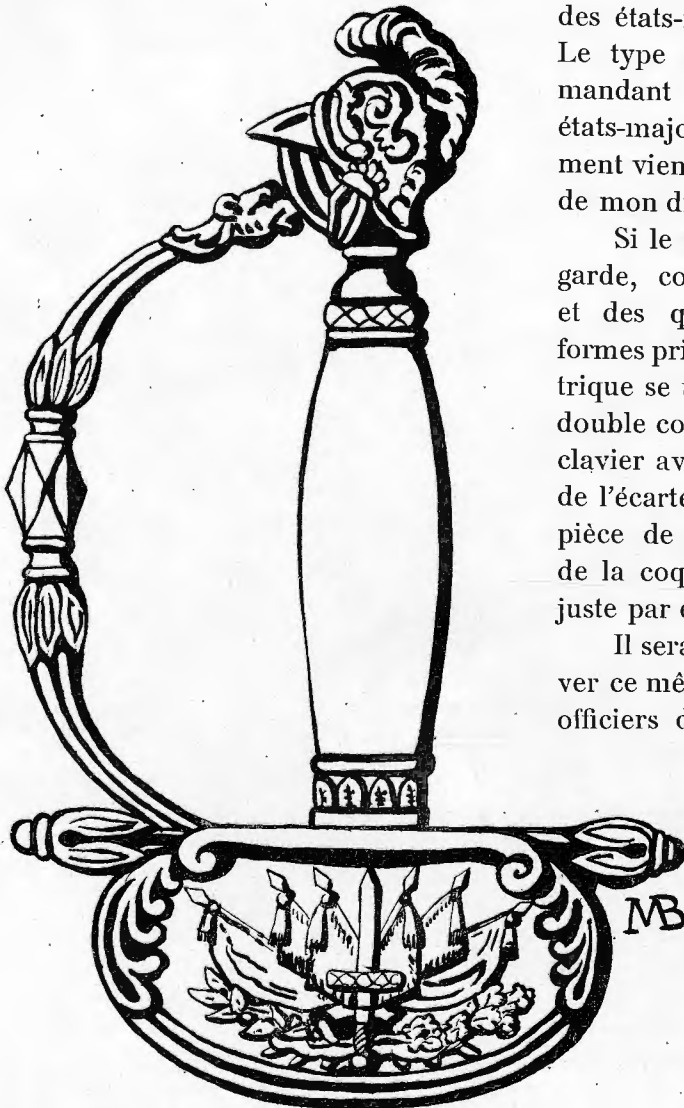 des états-
Le type
mandant
états-majo
ment vien
de mon d
Si le
garde, co
et des q
formes pri
trique se
double co
clavier av
de l'écarte
pièce de
de la coq
juste par e
Il sera
ver ce mê
officiers d
MB